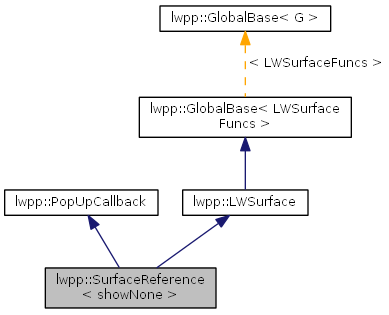 lwpp::GlobalBase< G >
< LWSurfaceFuncs >
lwpp::GlobalBase< LWSurface
Funcs >
lwpp::PopUpCallback
lwpp::LWSurface
lwpp::SurfaceReference
< showNone >